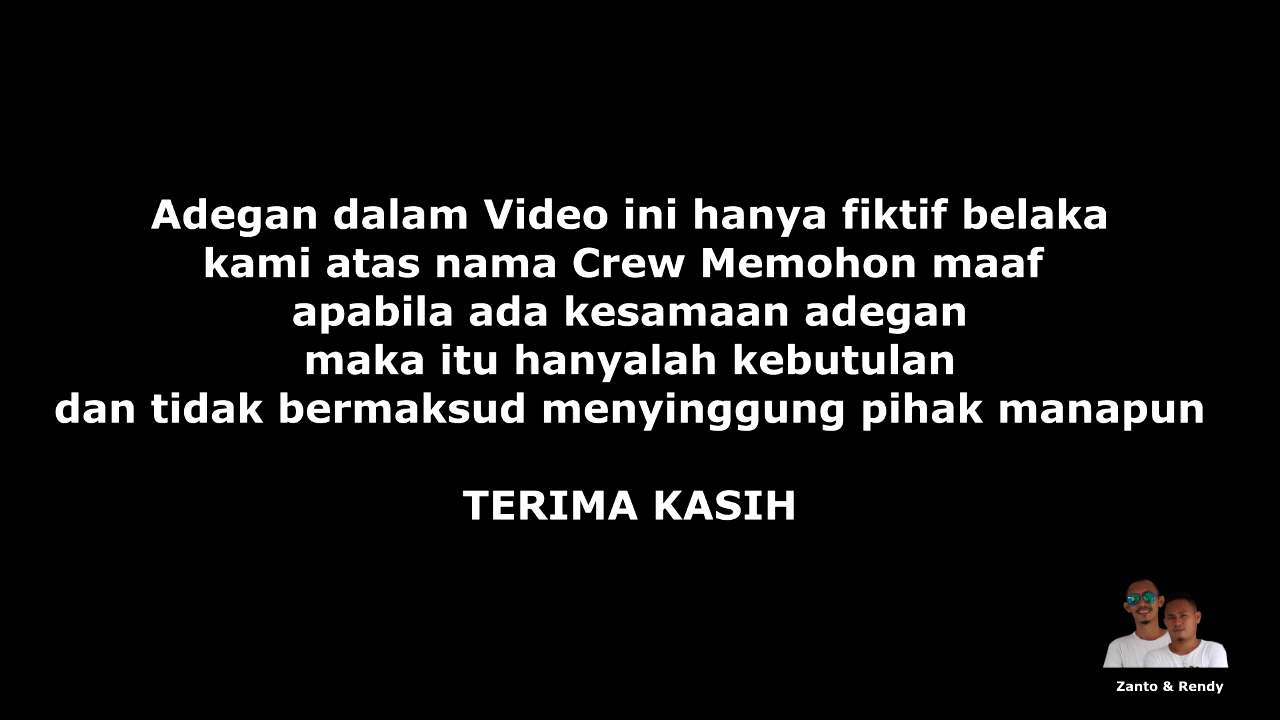 Adegan dalam Video ini hanya fiktif belaka
kami atas nama Crew Memohon maaf
apabila ada kesamaan adegan
maka itu hanyalah kebutulan
dan tidak bermaksud menyinggung pihak manapun
TERIMA KASIH
Zanto & Rendy